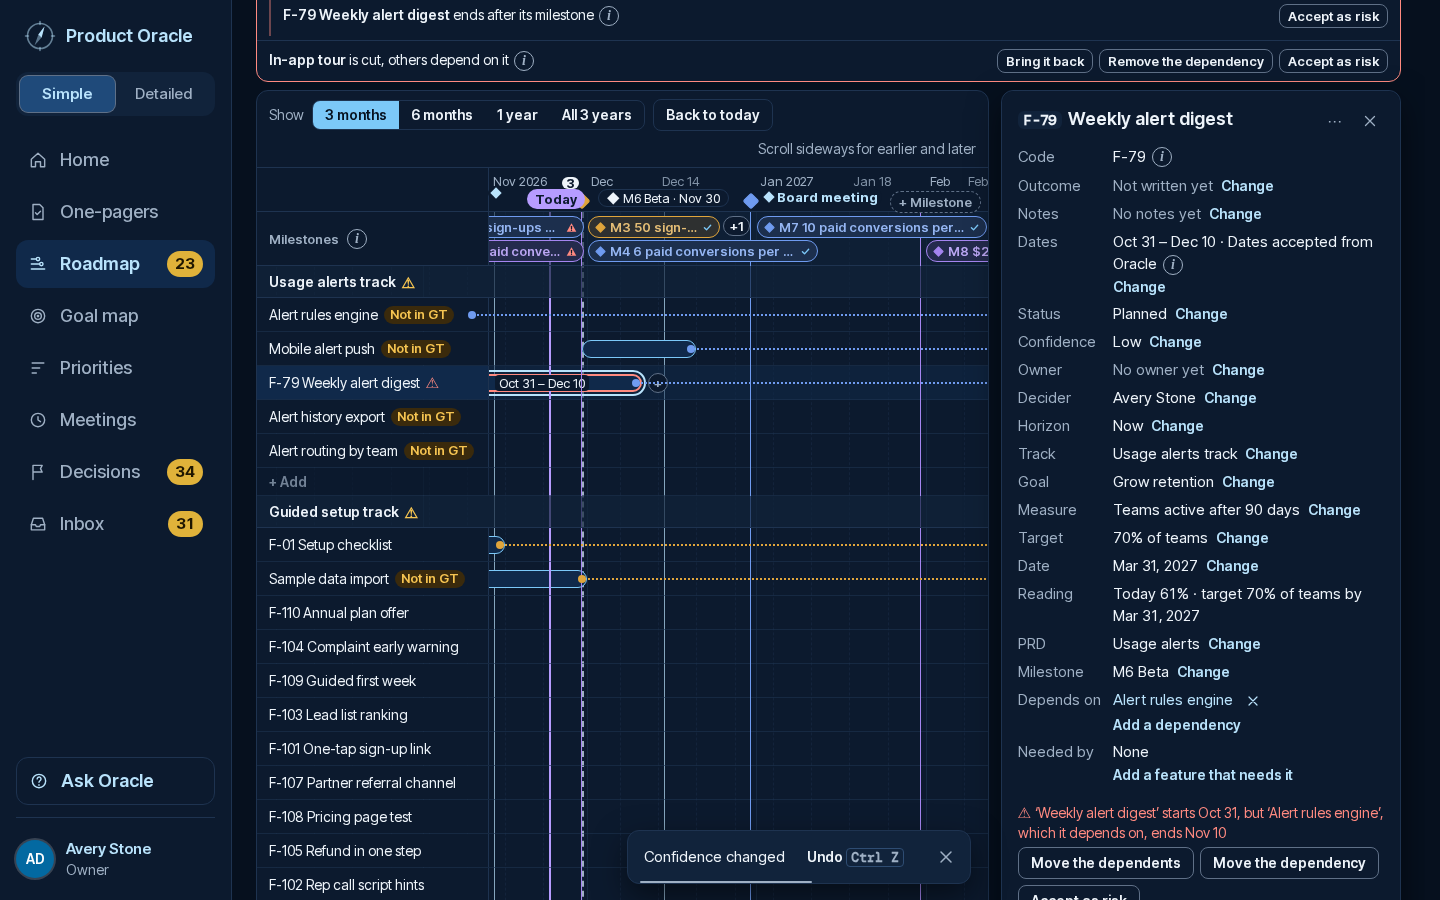 Product Oracle
Simple
Detailed
Home
One-pagers
Roadmap 23
Goal map
Priorities
Meetings
Decisions 34
Inbox 31
Ask Oracle
AD
Avery Stone
Owner
F-79 Weekly alert digest ends after its milestone i
Accept as risk
In-app tour is cut, others depend on it i
Bring it back
Remove the dependency
Accept as risk
Show
3 months
6 months
1 year
All 3 years
Back to today
Scroll sideways for earlier and later
Nov 2026
3
Dec
Dec 14
Jan 2027
Jan 18
Feb
Feb
Today
M6 Beta · Nov 30
Board meeting
+ Milestone
Milestones i
sign-ups ...
M3 50 sign-...
+1
M7 10 paid conversions per...
aid conve...
M4 6 paid conversions per ...
M8 $2
Usage alerts track
Alert rules engine Not in GT
Mobile alert push Not in GT
F-79 Weekly alert digest
Oct 31 – Dec 10
Alert history export Not in GT
Alert routing by team Not in GT
+ Add
Guided setup track
F-01 Setup checklist
Sample data import Not in GT
F-110 Annual plan offer
F-104 Complaint early warning
F-109 Guided first week
F-103 Lead list ranking
F-101 One-tap sign-up link
F-107 Partner referral channel
F-108 Pricing page test
F-105 Refund in one step
F-102 Rep call script hints
F-79 Weekly alert digest
Code F-79 i
Outcome Not written yet Change
Notes No notes yet Change
Dates Oct 31 – Dec 10 · Dates accepted from
Oracle i
Change
Status Planned Change
Confidence Low Change
Owner No owner yet Change
Decider Avery Stone Change
Horizon Now Change
Track Usage alerts track Change
Goal Grow retention Change
Measure Teams active after 90 days Change
Target 70% of teams Change
Date Mar 31, 2027 Change
Reading Today 61% · target 70% of teams by
Mar 31, 2027
PRD Usage alerts Change
Milestone M6 Beta Change
Depends on Alert rules engine
Add a dependency
Needed by None
Add a feature that needs it
‘Weekly alert digest’ starts Oct 31, but ‘Alert rules engine’,
which it depends on, ends Nov 10
Move the dependents
Move the dependency
Accept as risk
Confidence changed
Undo Ctrl Z